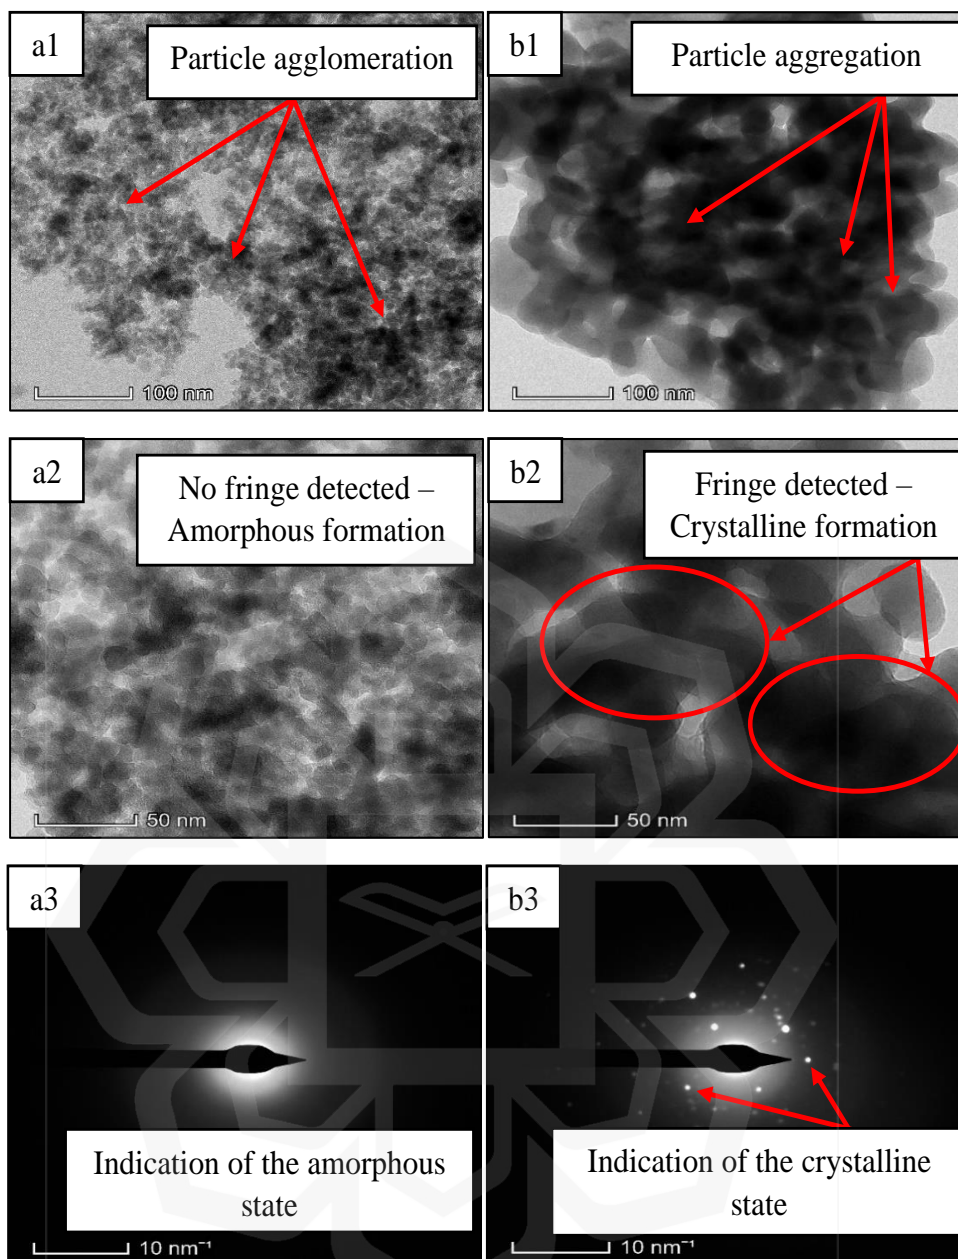 a1
Particle agglomeration
100 nm
b1
Particle aggregation
100 nm
a2
No fringe detected –
Amorphous formation
50 nm
b2
Fringe detected –
Crystalline formation
50 nm
a3
Indication of the amorphous
state
10 nm⁻¹
b3
Indication of the crystalline
state
10 nm⁻¹